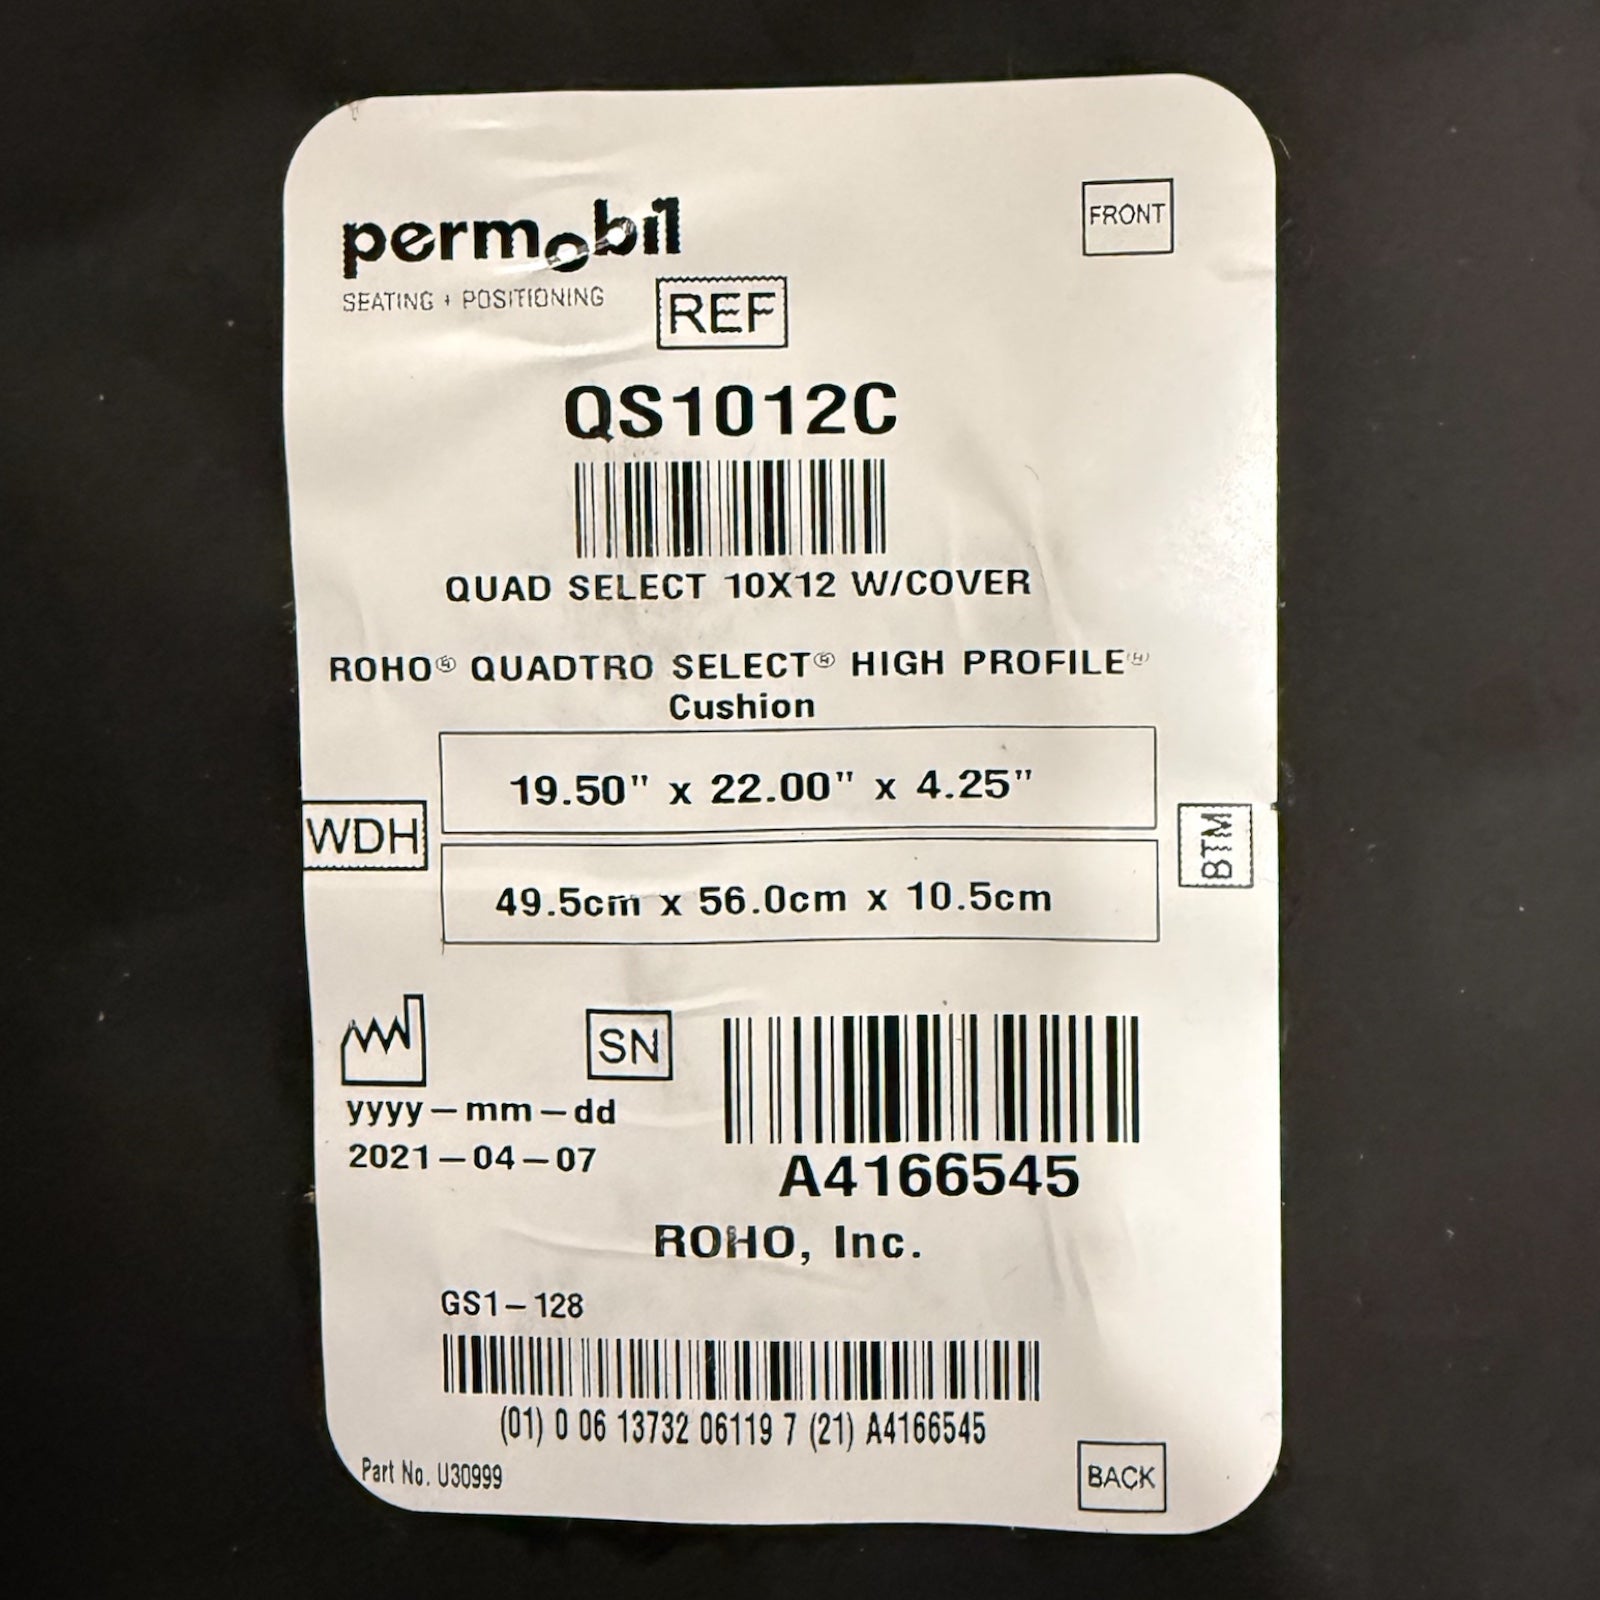 permobil
FRONT
SEATING + POSITIONING
REF
QS1012C
QUAD SELECT 10X12 W/COVER
ROHO® QUADTRO SELECT® HIGH PROFILE®
Cushion
19.50" x 22.00" x 4.25"
WDH
BTM
49.5cm x 56.0cm x 10.5cm
SN
yyyy-mm-dd
2021-04-07
A4166545
ROHO, Inc.
GS1-128
(01) 0 06 13732 06119 7 (21) A4166545
Part No. U30999
BACK